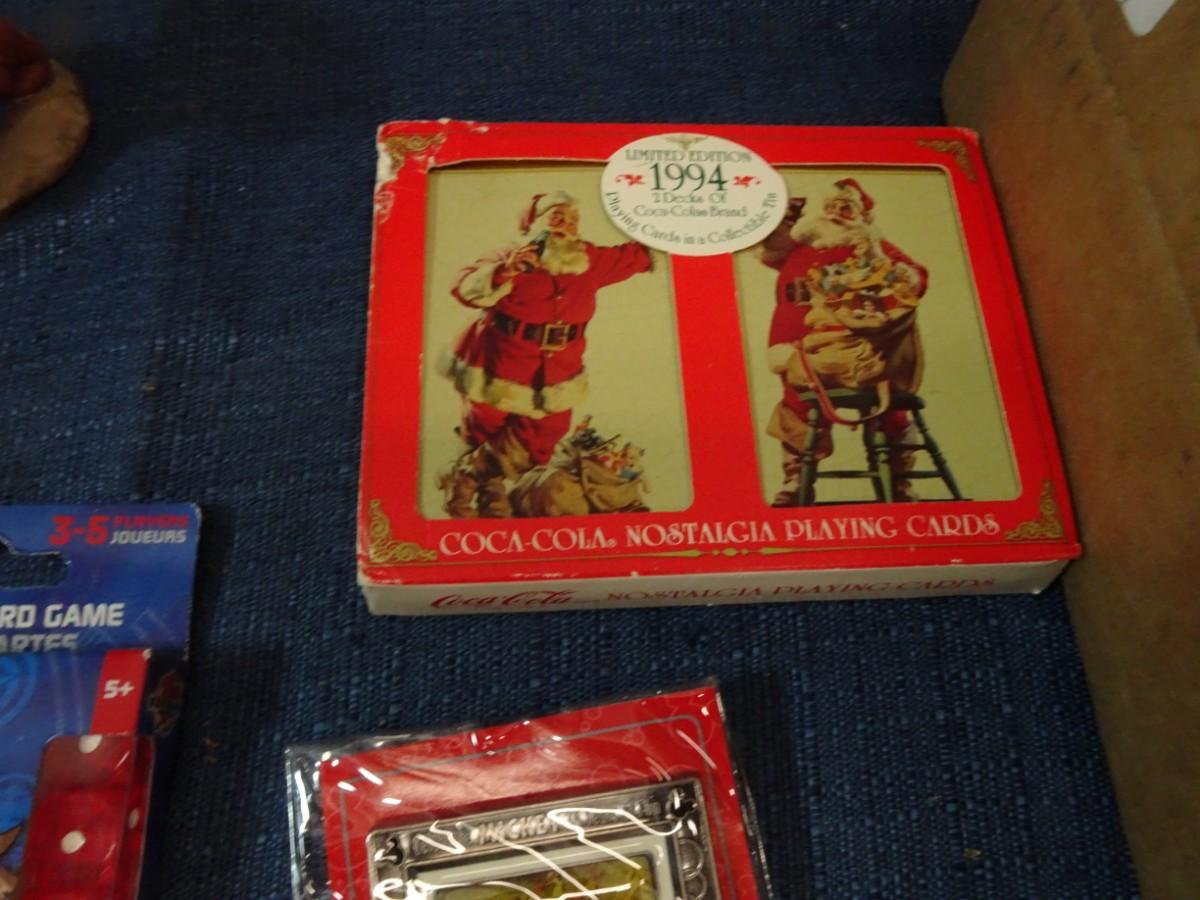 LIMITED EDITION
1994
2 Decks Of
Coca-Cola® Brand
Playing Cards in a Collectible Tin
COCA-COLA® NOSTALGIA PLAYING CARDS
Coca-Cola NOSTALGIA PLAYING CARDS
3-5 PLAYERS
JOUEURS
RD GAME
ARTES
5+